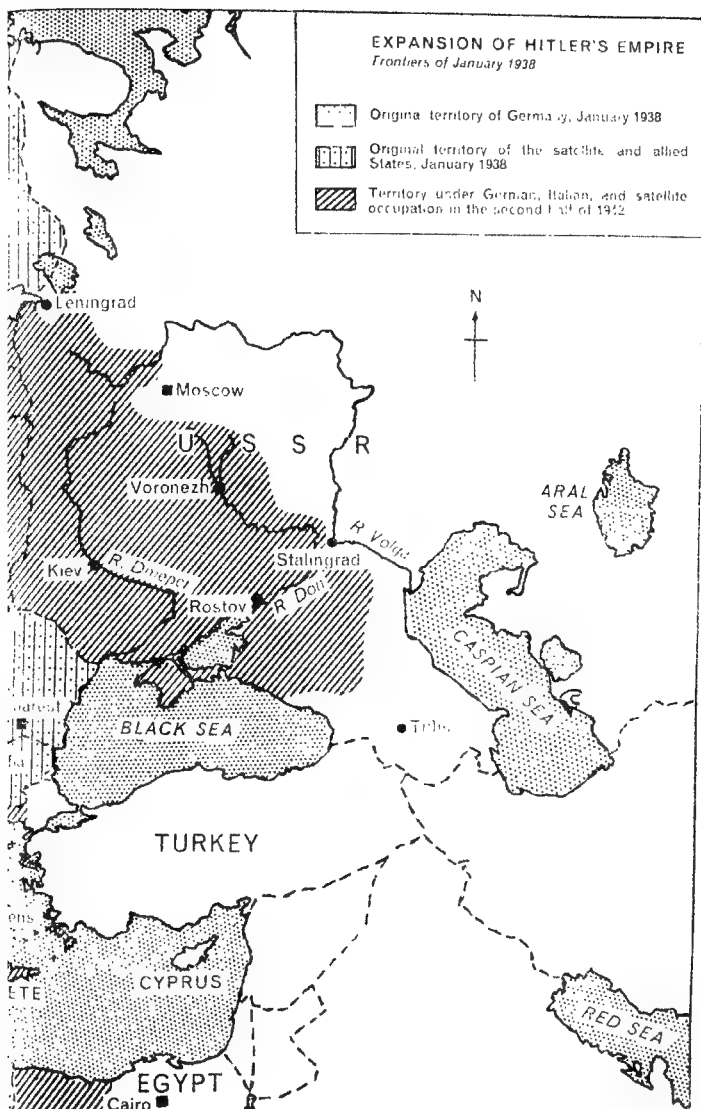 EXPANSION OF HITLER'S EMPIRE
Frontiers of January 1938
Original territory of Germany, January 1938
Original territory of the satellite and allied
States, January 1938
Territory under German, Italian, and satellite
occupation in the second half of 1942
Leningrad
N
Moscow
U S S R
ARAL
SEA
Voronezh
R. Volga
Stalingrad
Kiev
R. Dnieper
Rostov
R. Don
CASPIAN SEA
BLACK SEA
TURKEY
CYPRUS
ETE
RED SEA
EGYPT
Cairo